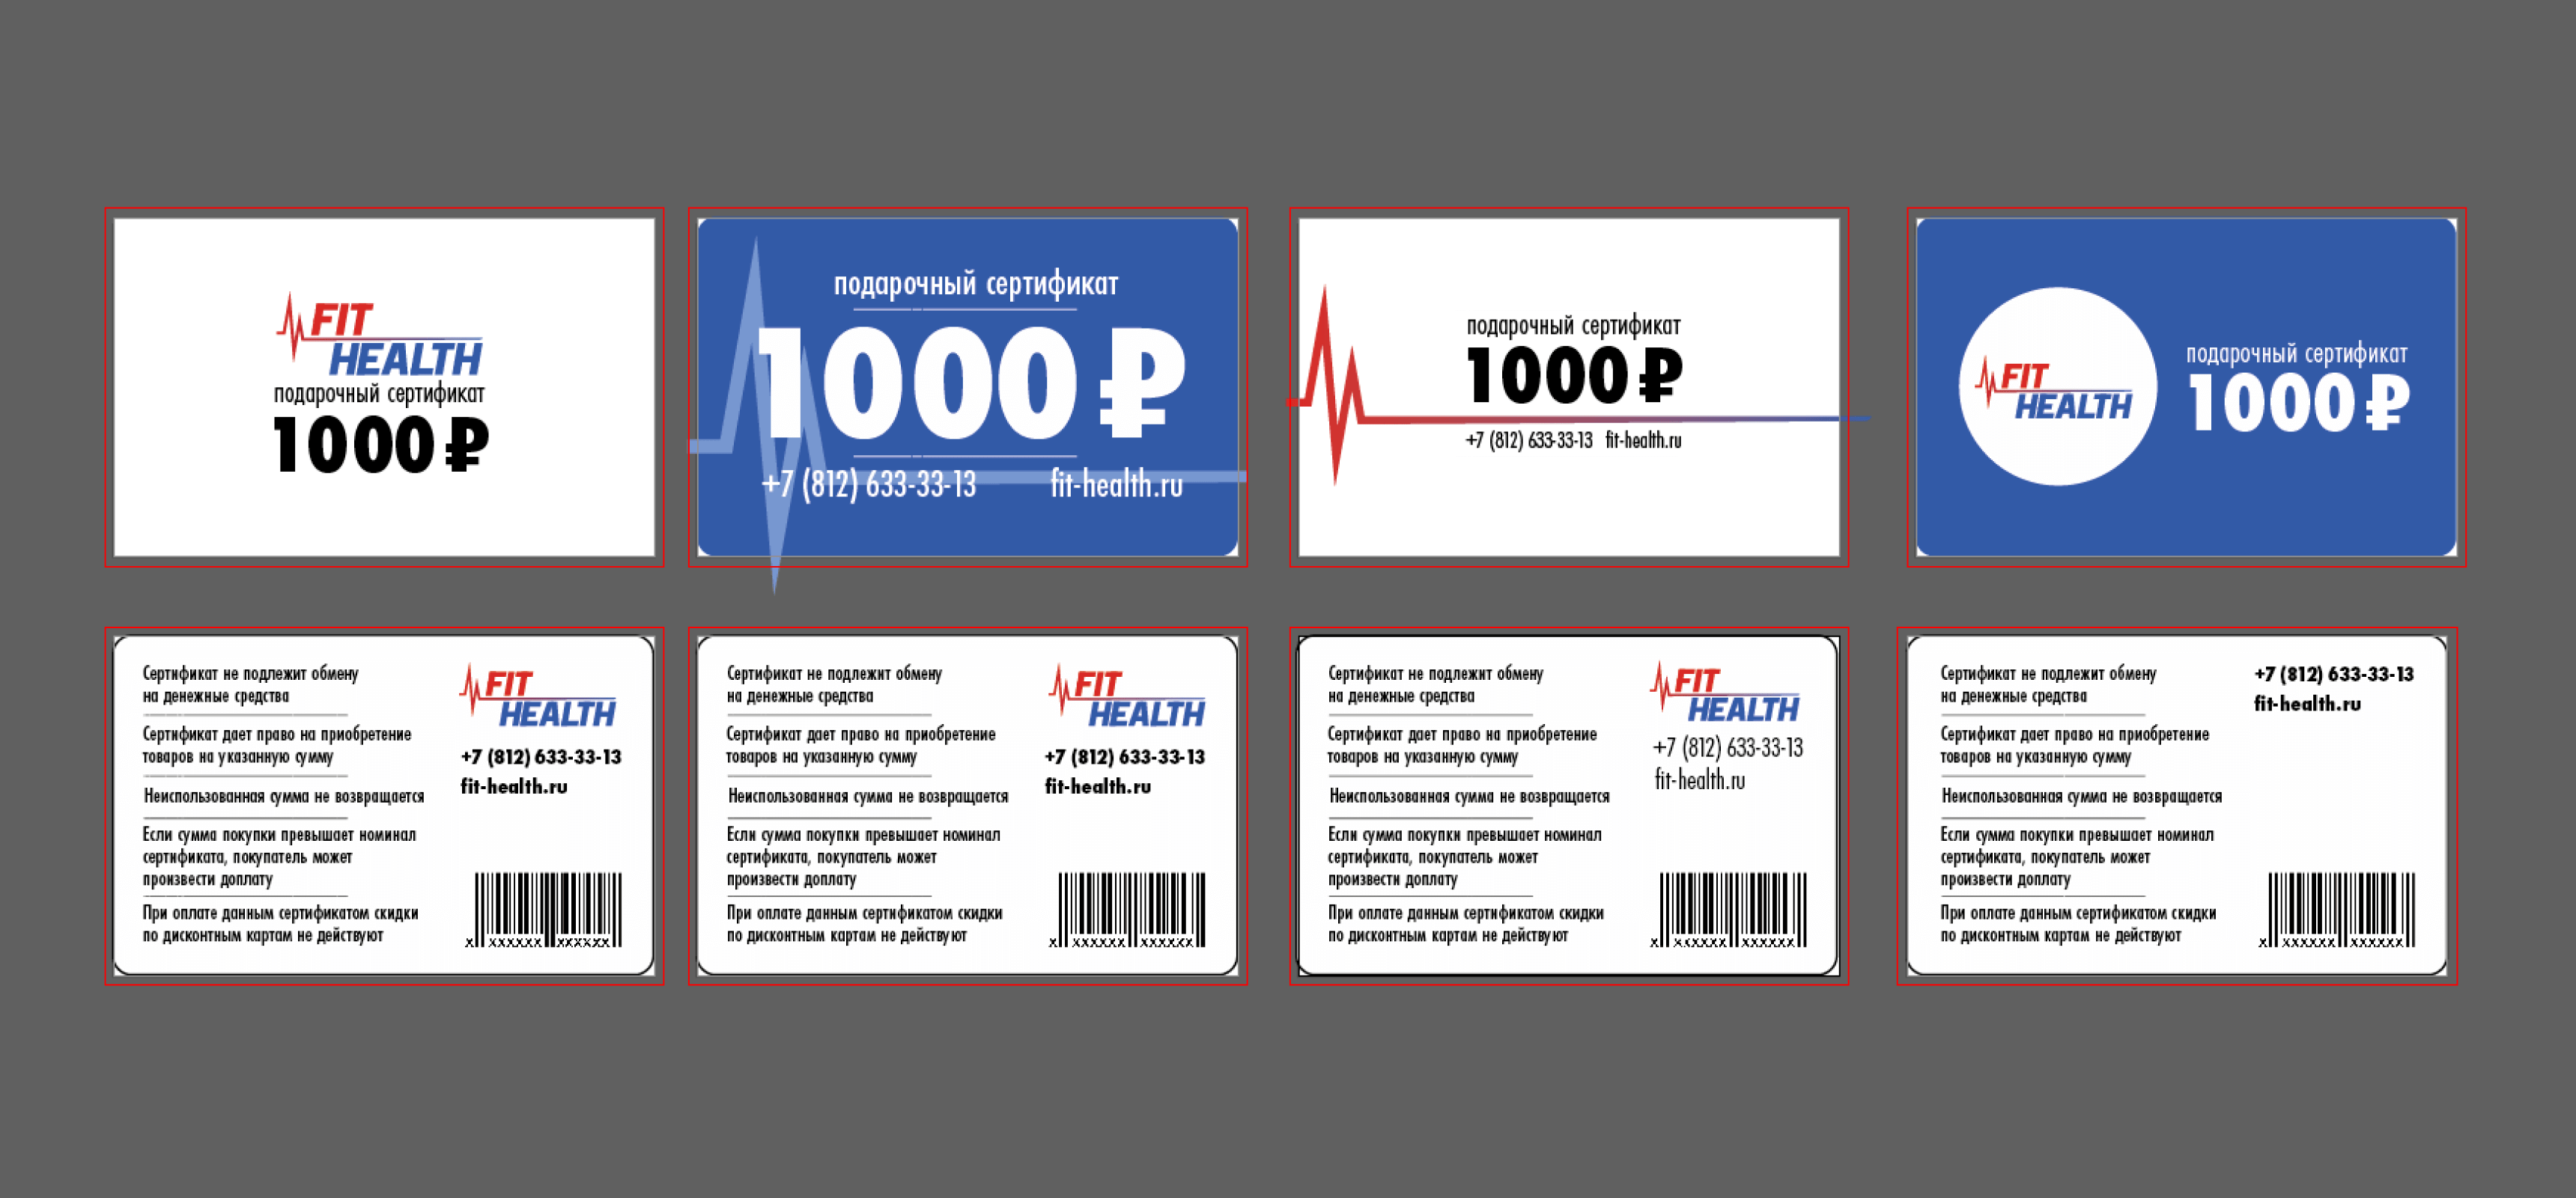 FIT
HEALTH
подарочный сертификат
1000 ₽
подарочный сертификат
1000 ₽
+7 (812) 633-33-13 fit-health.ru
подарочный сертификат
1000 ₽
+7 (812) 633-33-13 fit-health.ru
FIT
HEALTH
подарочный сертификат
1000 ₽
Сертификат не подлежит обмену
на денежные средства
Сертификат дает право на приобретение
товаров на указанную сумму
Неиспользованная сумма не возвращается
Если сумма покупки превышает номинал
сертификата, покупатель может
произвести доплату
При оплате данным сертификатом скидки
по дисконтным картам не действуют
FIT
HEALTH
+7 (812) 633-33-13
fit-health.ru
x xxxxxx xxxxxx
Сертификат не подлежит обмену
на денежные средства
Сертификат дает право на приобретение
товаров на указанную сумму
Неиспользованная сумма не возвращается
Если сумма покупки превышает номинал
сертификата, покупатель может
произвести доплату
При оплате данным сертификатом скидки
по дисконтным картам не действуют
FIT
HEALTH
+7 (812) 633-33-13
fit-health.ru
x xxxxxx xxxxxx
Сертификат не подлежит обмену
на денежные средства
Сертификат дает право на приобретение
товаров на указанную сумму
Неиспользованная сумма не возвращается
Если сумма покупки превышает номинал
сертификата, покупатель может
произвести доплату
При оплате данным сертификатом скидки
по дисконтным картам не действуют
FIT
HEALTH
+7 (812) 633-33-13
fit-health.ru
x xxxxxx xxxxxx
Сертификат не подлежит обмену
на денежные средства
Сертификат дает право на приобретение
товаров на указанную сумму
Неиспользованная сумма не возвращается
Если сумма покупки превышает номинал
сертификата, покупатель может
произвести доплату
При оплате данным сертификатом скидки
по дисконтным картам не действуют
+7 (812) 633-33-13
fit-health.ru
x xxxxxx xxxxxx